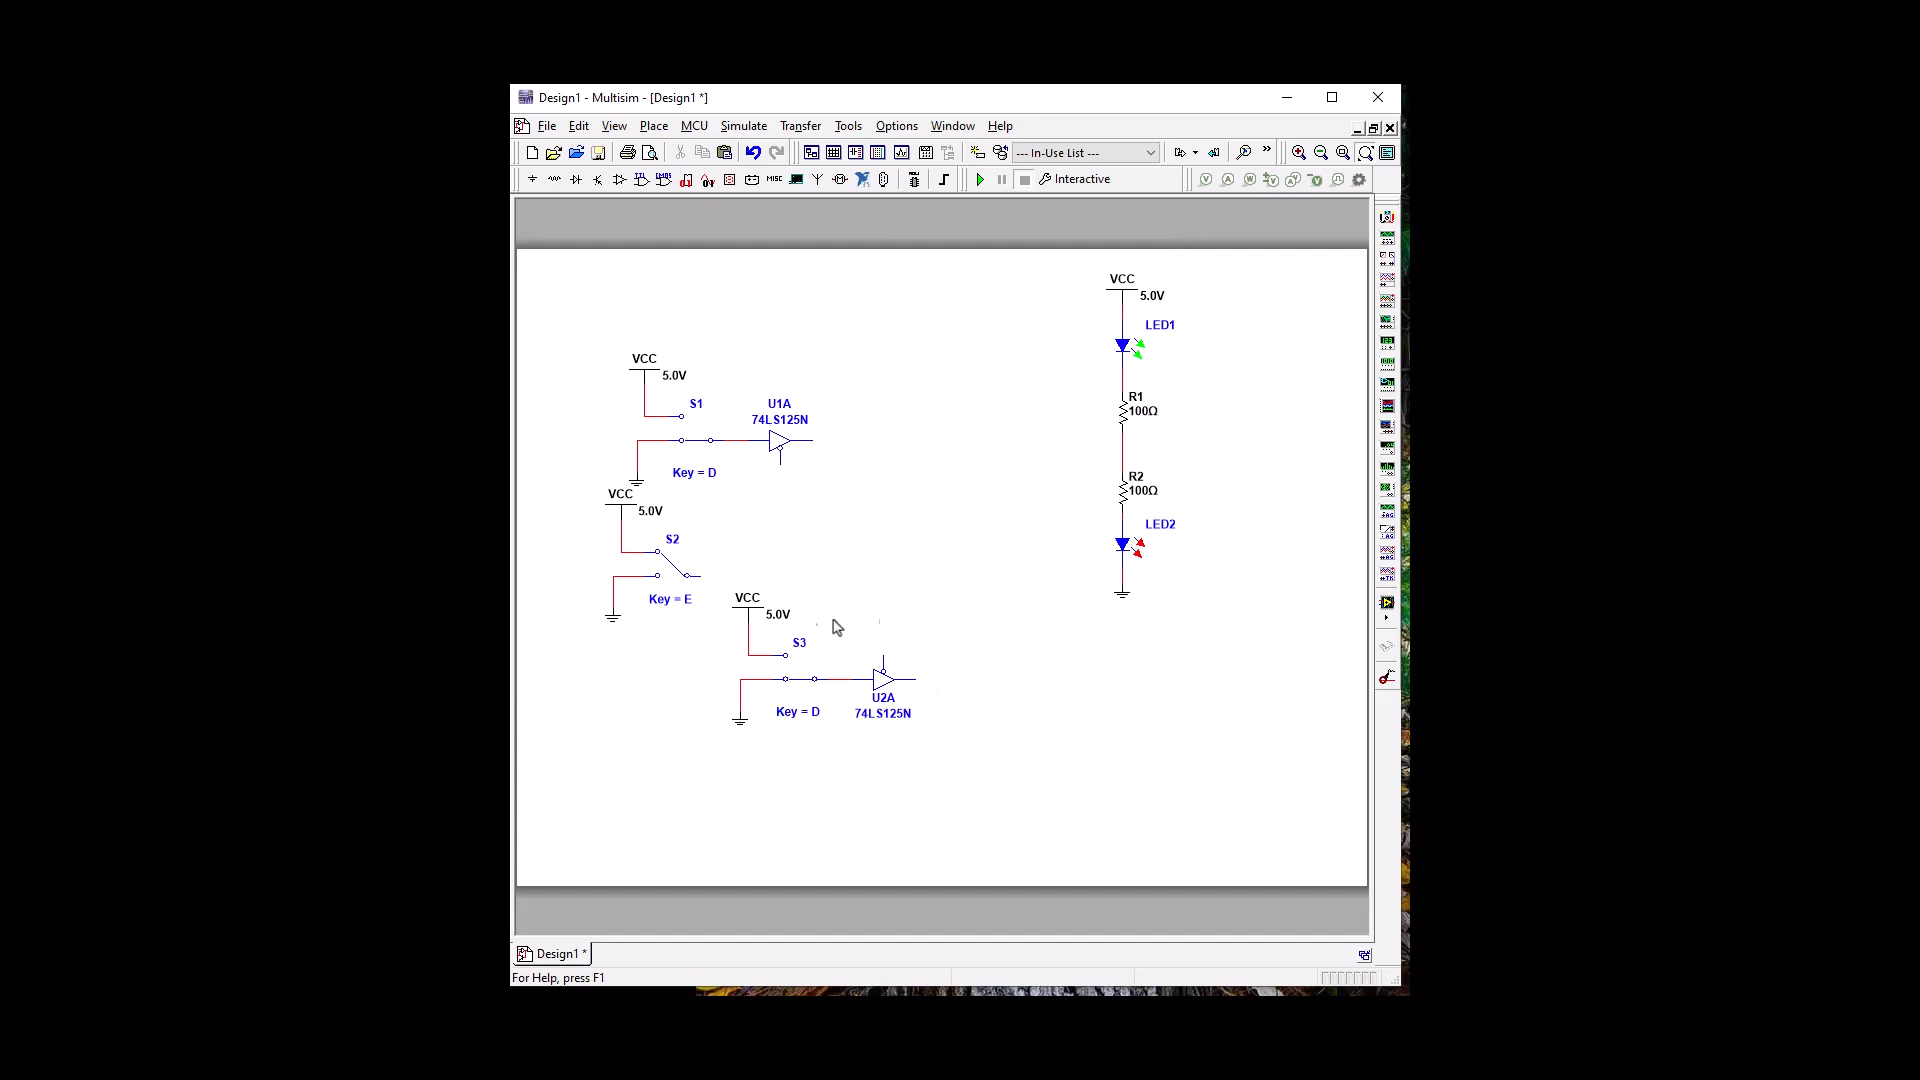 Design1 - Multisim - [Design1 *]
File Edit View Place MCU Simulate Transfer Tools Options Window Help
--- In-Use List ---
MISC
Interactive
VCC
5.0V
LED1
VCC
5.0V
R1
100Ω
S1
U1A
74LS125N
Key = D
R2
100Ω
VCC
5.0V
LED2
S2
Key = E
VCC
5.0V
S3
U2A
74LS125N
Key = D
Design1 *
For Help, press F1